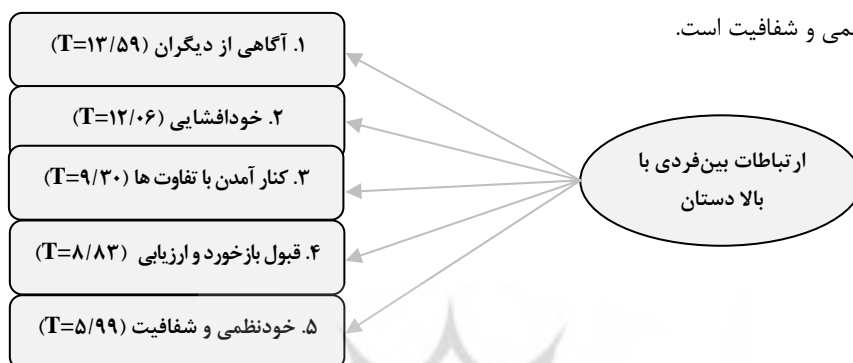 ‌می و شفافیت است.
۱. آگاهی از دیگران (T=۱۳/۵۹)
۲. خودافشایی (T=۱۲/۰۶)
۳. کنار آمدن با تفاوت ها (T=۹/۳۰)
۴. قبول بازخورد و ارزیابی (T=۸/۸۳)
۵. خودنظمی و شفافیت (T=۵/۹۹)
ارتباطات بین‌فردی با
بالا دستان